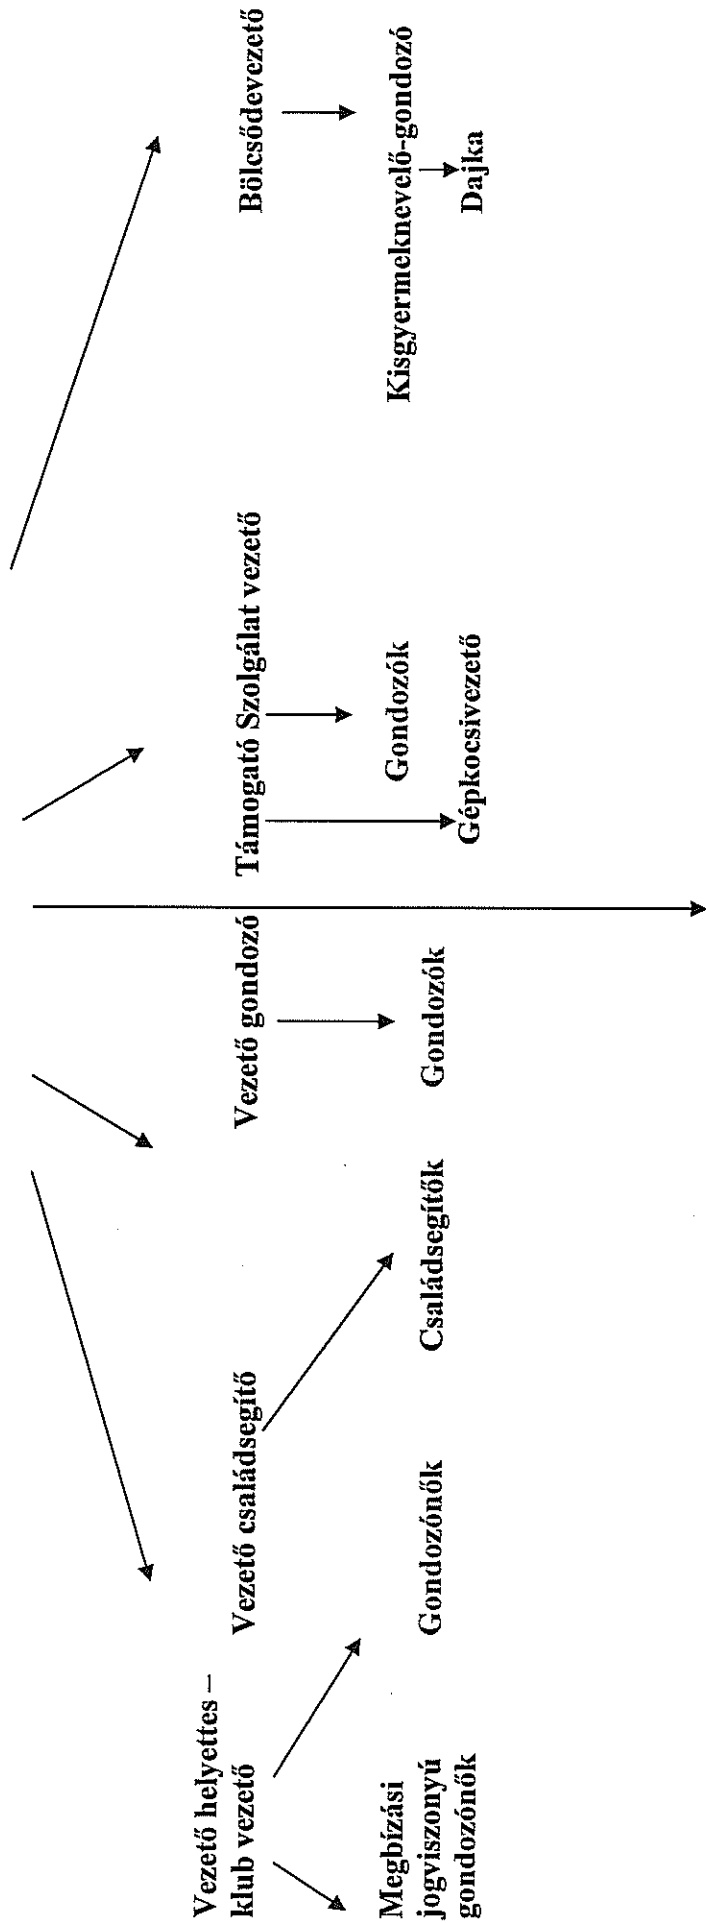 Vezető helyettes –
klub vezető
Vezető családsegítő
Vezető gondozó
Támogató Szolgálat vezető
Bölcsődevezető
Megbízási
jogviszonyú
gondozónők
Gondozónők
Családsegítők
Gondozók
Gondozók
Gépkocsivezető
Kisgyermeknevelő-gondozó
Dajka